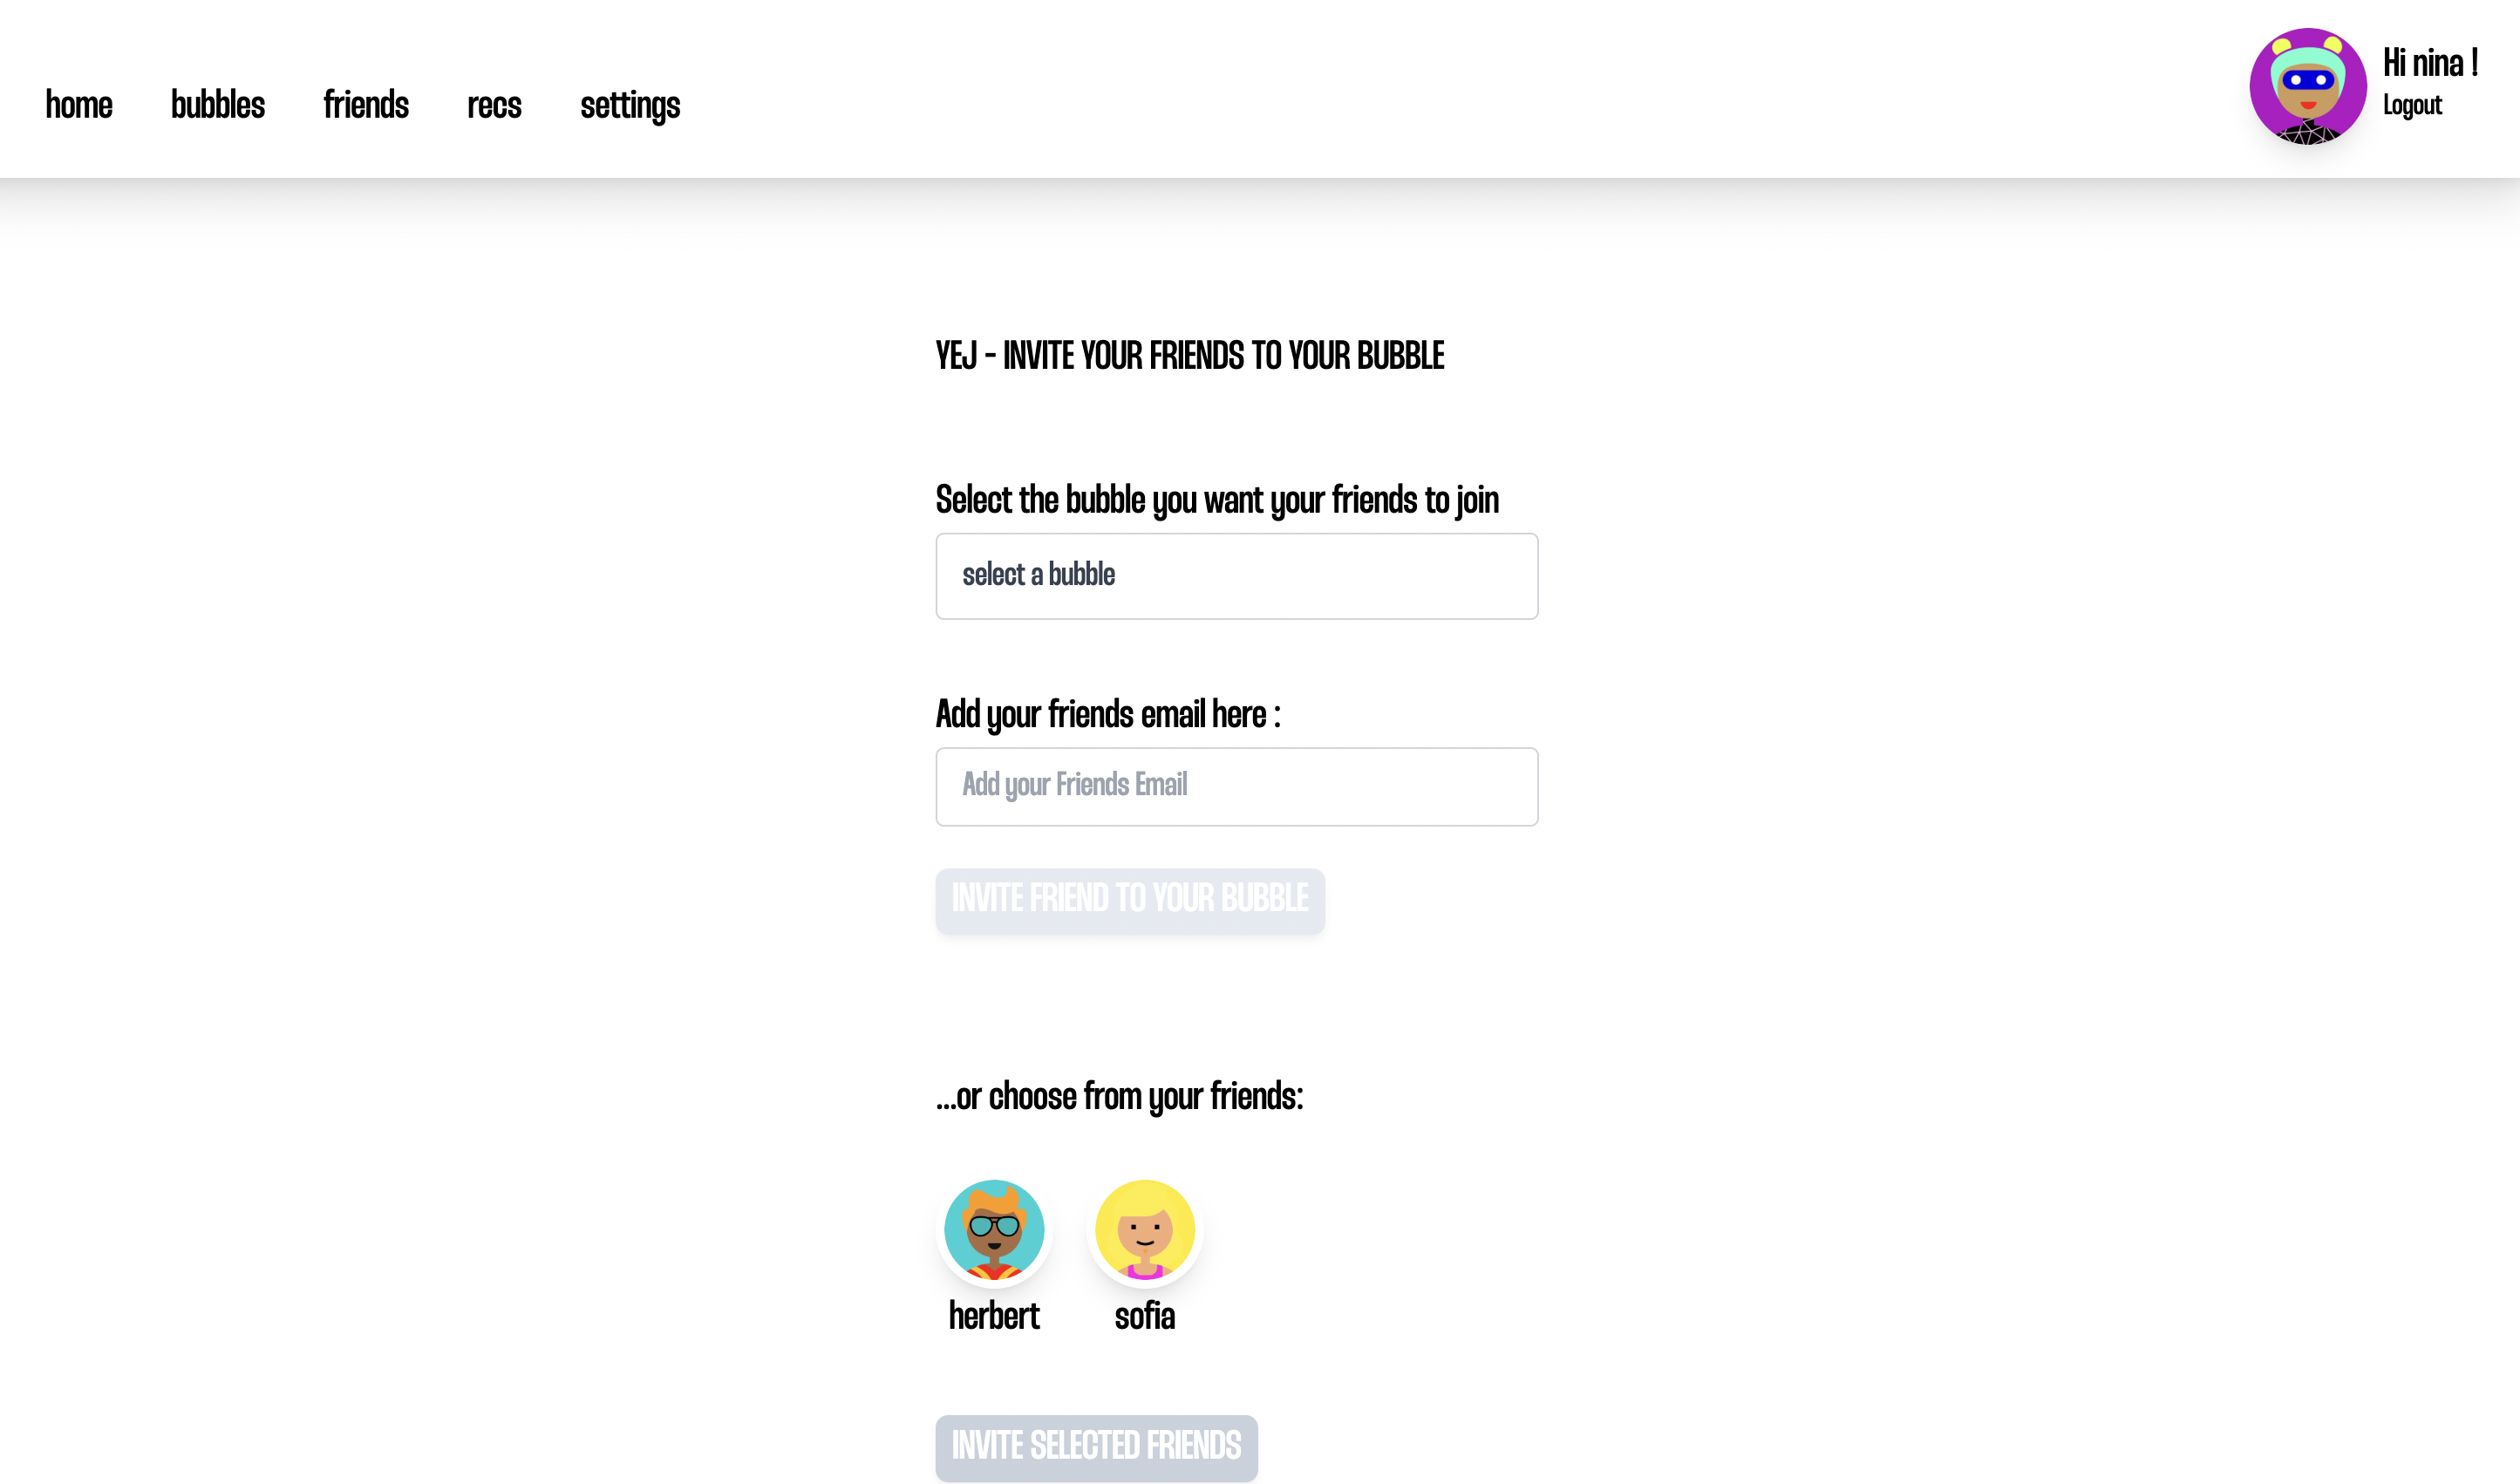 home bubbles friends recs settings
Hi nina !
Logout
YEJ - INVITE YOUR FRIENDS TO YOUR BUBBLE
Select the bubble you want your friends to join
select a bubble
Add your friends email here :
Add your Friends Email
INVITE FRIEND TO YOUR BUBBLE
...or choose from your friends:
herbert sofia
INVITE SELECTED FRIENDS